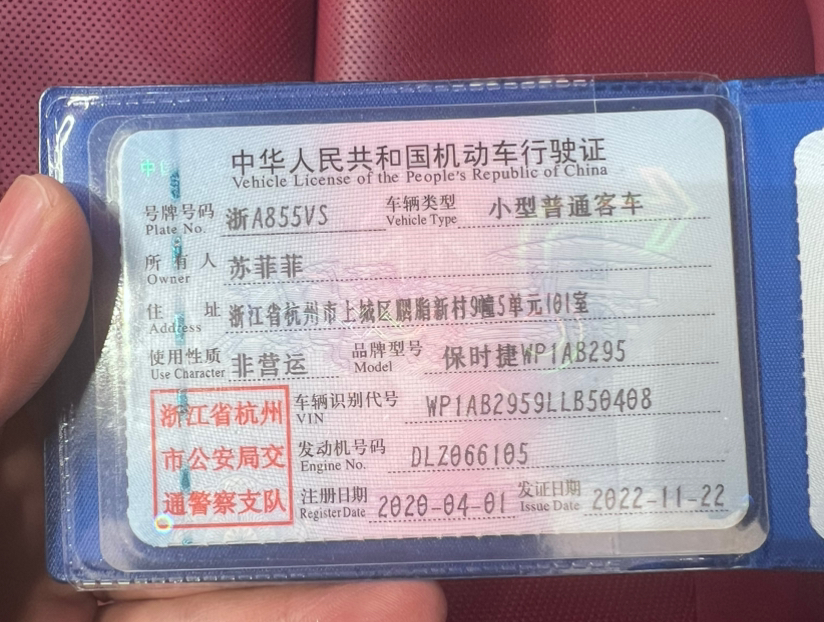 中华人民共和国机动车行驶证
Vehicle License of the People's Republic of China
号牌号码 Plate No. 浙A855VS 车辆类型 Vehicle Type 小型普通客车
所有人 Owner 苏菲菲
住址 Address 浙江省杭州市上城区 新村9幢5单元101室
使用性质 Use Character 非营运 品牌型号 Model 保时捷WP1AB295
浙江省杭州
市公安局交
通警察支队
车辆识别代号 VIN WP1AB2959LLB50408
发动机号码 Engine No. DLZ066105
注册日期 Register Date 2020-04-01 发证日期 Issue Date 2022-11-22